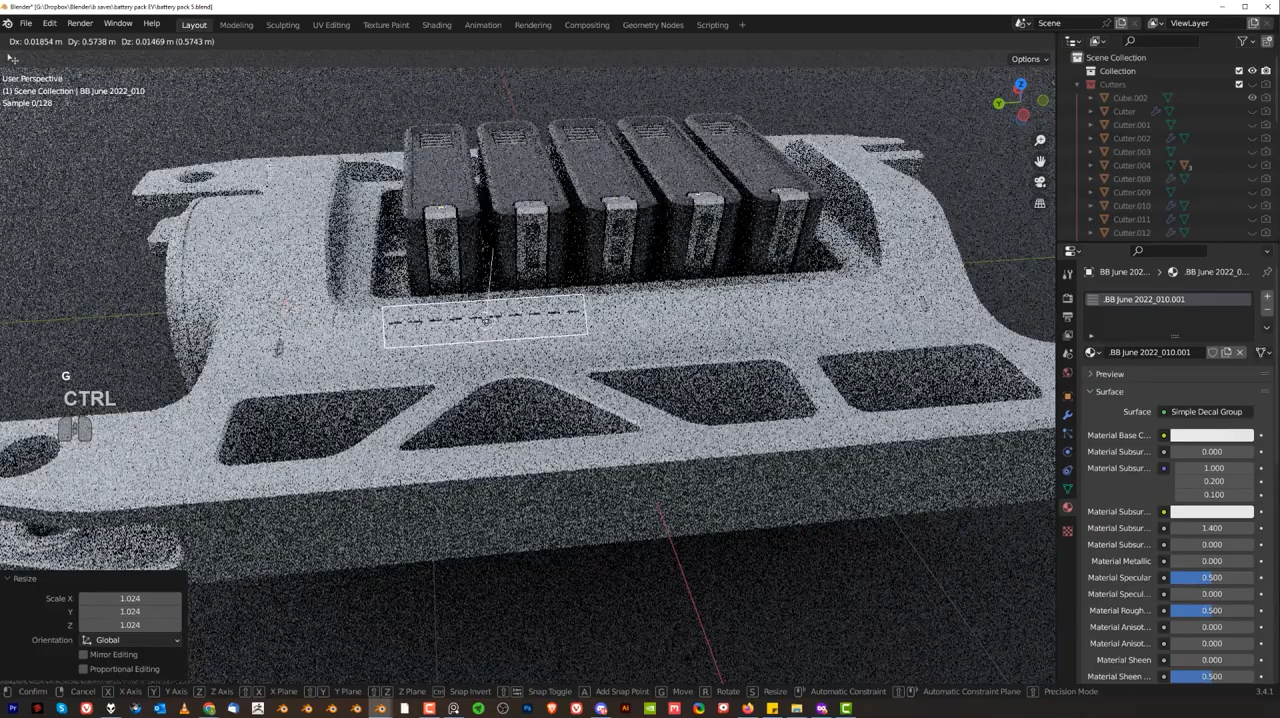 Blender* [G:\Dropbox\Blender\b saves\battery pack EV\battery pack 5.blend]
File Edit Render Window Help Layout Modeling Sculpting UV Editing Texture Paint Shading Animation Rendering Compositing Geometry Nodes Scripting + Scene ViewLayer
Dx: 0.01854 m Dy: 0.5738 m Dz: 0.01469 m (0.5743 m)
Options
User Perspective
(1) Scene Collection | BB June 2022_010
Sample 0/128
Z
Y
G
CTRL
Resize
Scale X 1.024
Y 1.024
Z 1.024
Orientation Global
Mirror Editing
Proportional Editing
Scene Collection
Collection
Cutters
Cube.002
Cutter
Cutter.001
Cutter.002
Cutter.003
Cutter.004
Cutter.008
Cutter.009
Cutter.010
Cutter.011
Cutter.012
BB June 202... > .BB June 2022_0...
.BB June 2022_010.001
.BB June 2022_010.001
Preview
Surface
Surface Simple Decal Group
Material Base C...
Material Subsur... 0.000
Material Subsur... 1.000
0.200
0.100
Material Subsur...
Material Subsur... 1.400
Material Subsur... 0.000
Material Metallic 0.000
Material Specular 0.500
Material Specul... 0.000
Material Rough... 0.500
Material Anisot... 0.000
Material Anisot... 0.000
Material Sheen 0.000
Material Sheen ... 0.500
Confirm Cancel X X Axis Y Y Axis Z Z Axis X X Plane Y Y Plane Z Z Plane Snap Invert Snap Toggle A Add Snap Point G Move R Rotate S Resize Automatic Constraint Automatic Constraint Plane Precision Mode 3.4.1